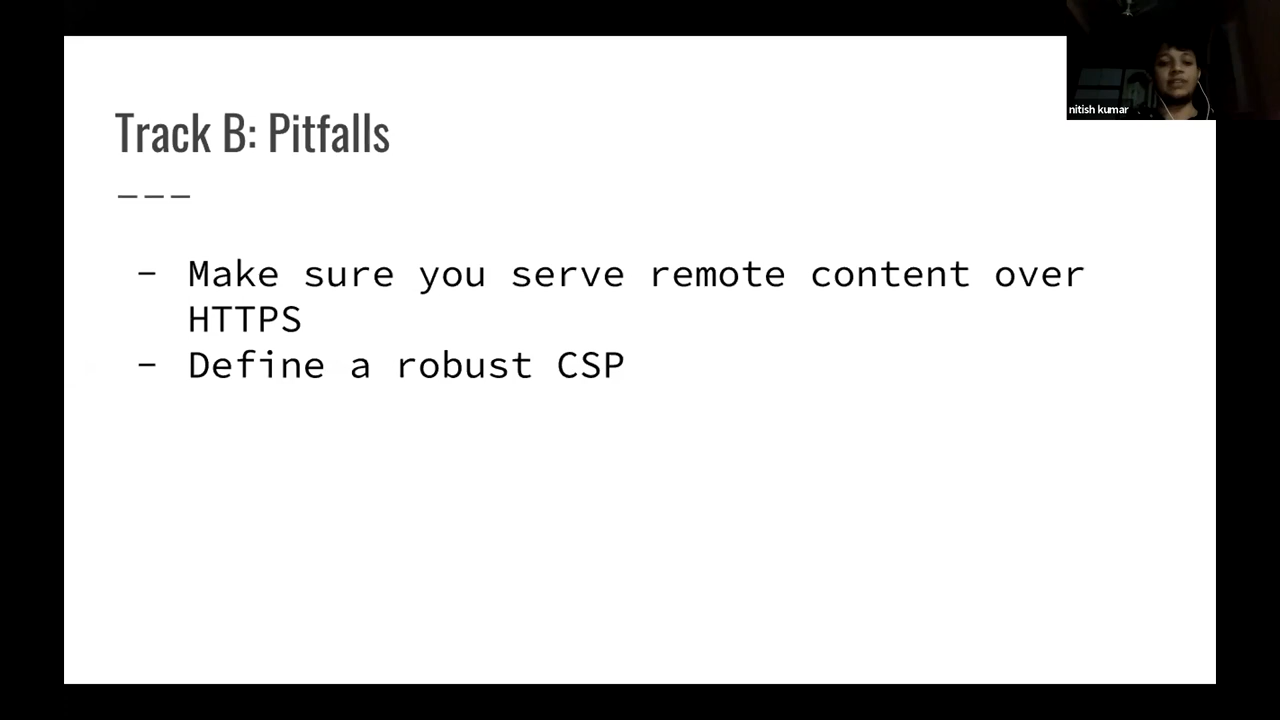 nitish kumar
Track B: Pitfalls
– Make sure you serve remote content over
HTTPS
– Define a robust CSP